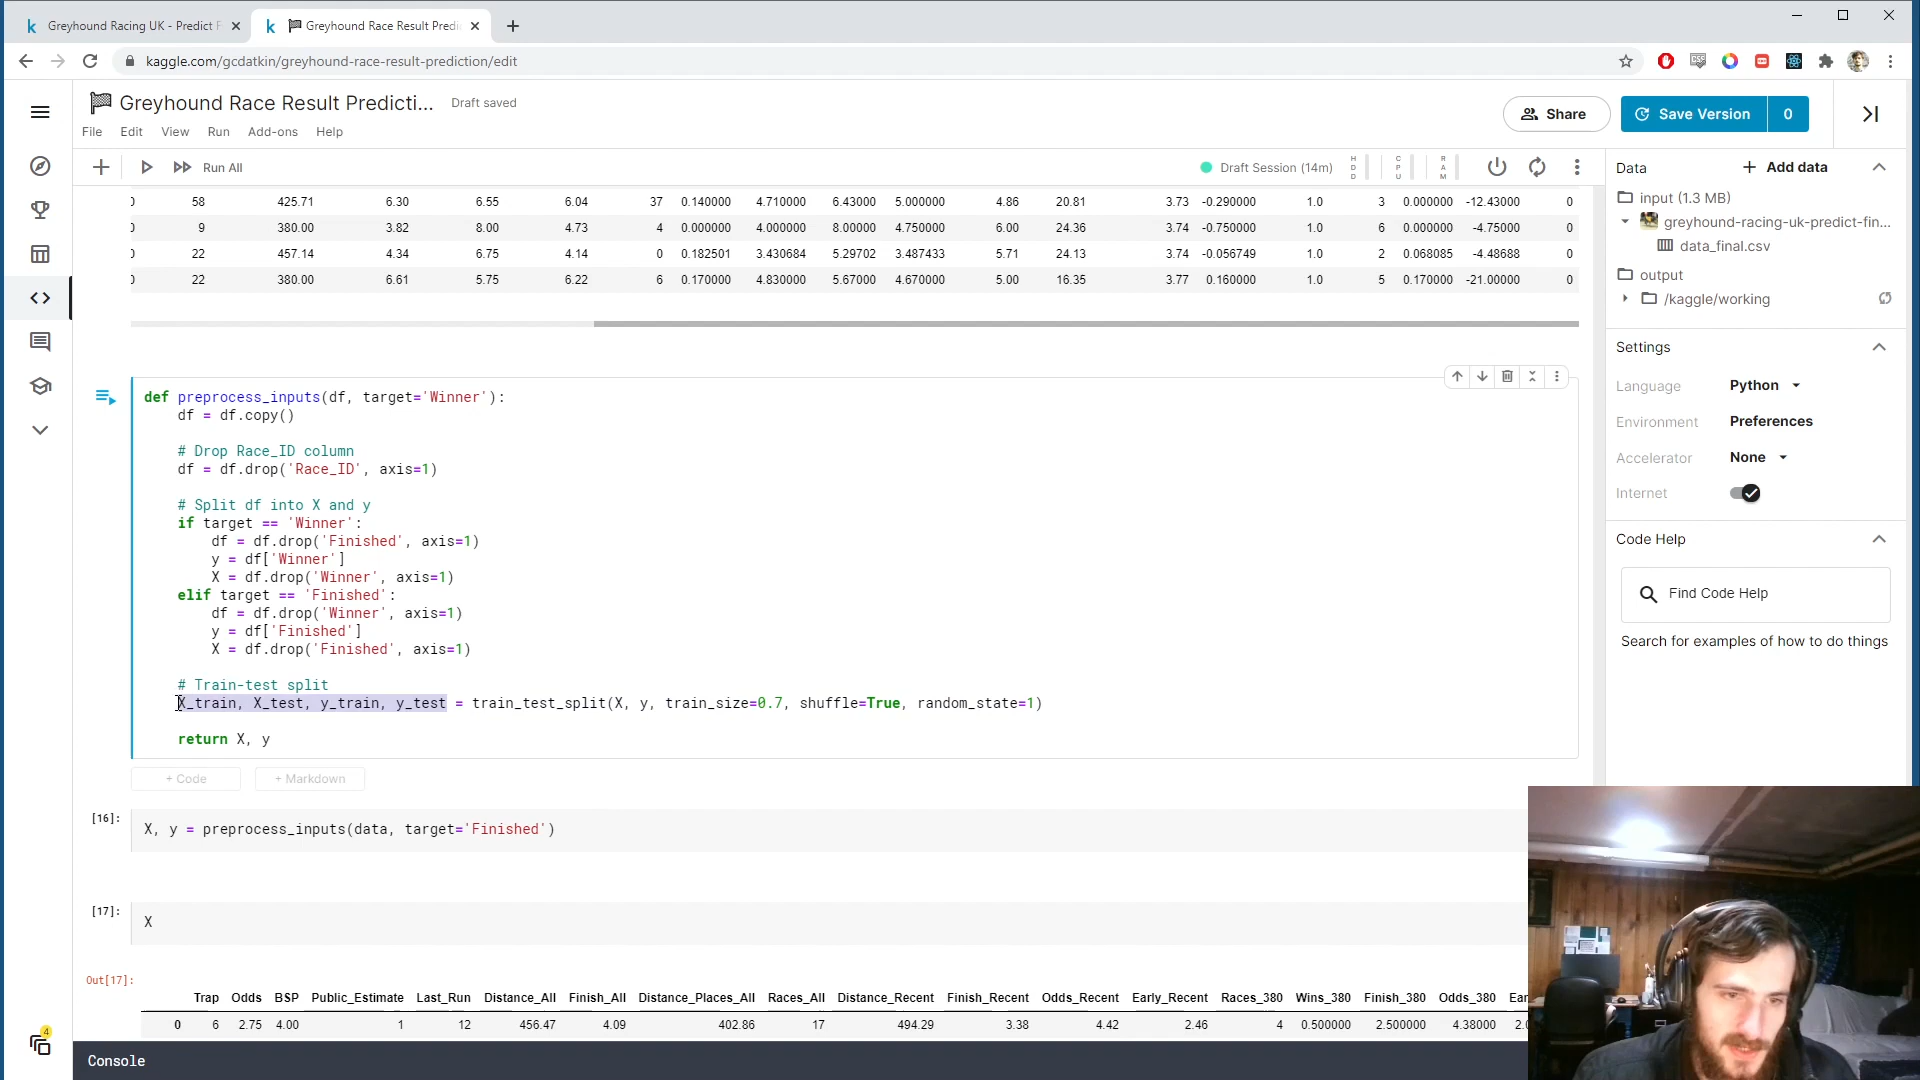 Greyhound Racing UK - Predict F
Greyhound Race Result Predi
kaggle.com/gcdatkin/greyhound-race-result-prediction/edit
Greyhound Race Result Predicti... Draft saved
File Edit View Run Add-ons Help
Share
Save Version 0
Run All
Draft Session (14m)
HDD
CPU
RAM
58 425.71 6.30 6.55 6.04 37 0.140000 4.710000 6.43000 5.000000 4.86 20.81 3.73 -0.290000 1.0 3 0.000000 -12.43000 0
9 380.00 3.82 8.00 4.73 4 0.000000 4.000000 8.00000 4.750000 6.00 24.36 3.74 -0.750000 1.0 6 0.000000 -4.75000 0
22 457.14 4.34 6.75 4.14 0 0.182501 3.430684 5.29702 3.487433 5.71 24.13 3.74 -0.056749 1.0 2 0.068085 -4.48688 0
22 380.00 6.61 5.75 6.22 6 0.170000 4.830000 5.67000 4.670000 5.00 16.35 3.77 0.160000 1.0 5 0.170000 -21.00000 0
def preprocess_inputs(df, target='Winner'):
df = df.copy()
# Drop Race_ID column
df = df.drop('Race_ID', axis=1)
# Split df into X and y
if target == 'Winner':
df = df.drop('Finished', axis=1)
y = df['Winner']
X = df.drop('Winner', axis=1)
elif target == 'Finished':
df = df.drop('Winner', axis=1)
y = df['Finished']
X = df.drop('Finished', axis=1)
# Train-test split
X_train, X_test, y_train, y_test = train_test_split(X, y, train_size=0.7, shuffle=True, random_state=1)
return X, y
+ Code + Markdown
[16]: X, y = preprocess_inputs(data, target='Finished')
[17]: X
Out[17]:
Trap Odds BSP Public_Estimate Last_Run Distance_All Finish_All Distance_Places_All Races_All Distance_Recent Finish_Recent Odds_Recent Early_Recent Races_380 Wins_380 Finish_380 Odds_380 Ear
0 6 2.75 4.00 1 12 456.47 4.09 402.86 17 494.29 3.38 4.42 2.46 4 0.500000 2.500000 4.38000 2.0
Console
4
Data
+ Add data
input (1.3 MB)
greyhound-racing-uk-predict-fin...
data_final.csv
output
/kaggle/working
Settings
Language Python
Environment Preferences
Accelerator None
Internet
Code Help
Find Code Help
Search for examples of how to do things